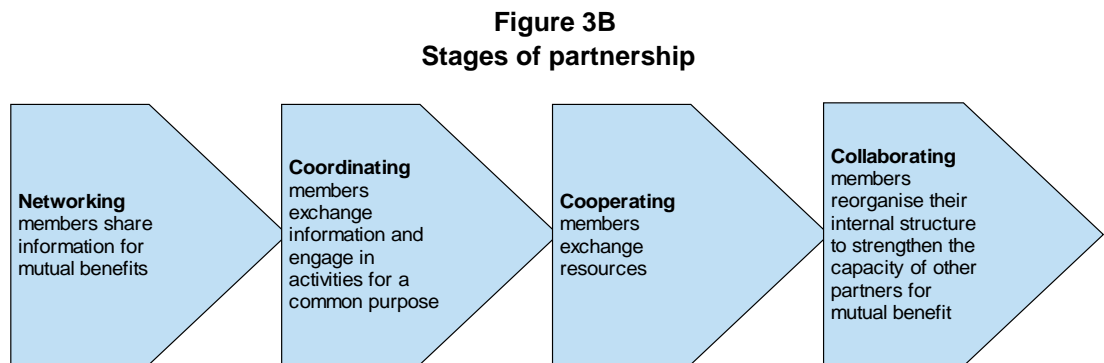 Figure 3B
Stages of partnership
Networking
members share
information for
mutual benefits
Coordinating
members
exchange
information and
engage in
activities for a
common purpose
Cooperating
members
exchange
resources
Collaborating
members
reorganise their
internal structure
to strengthen the
capacity of other
partners for
mutual benefit